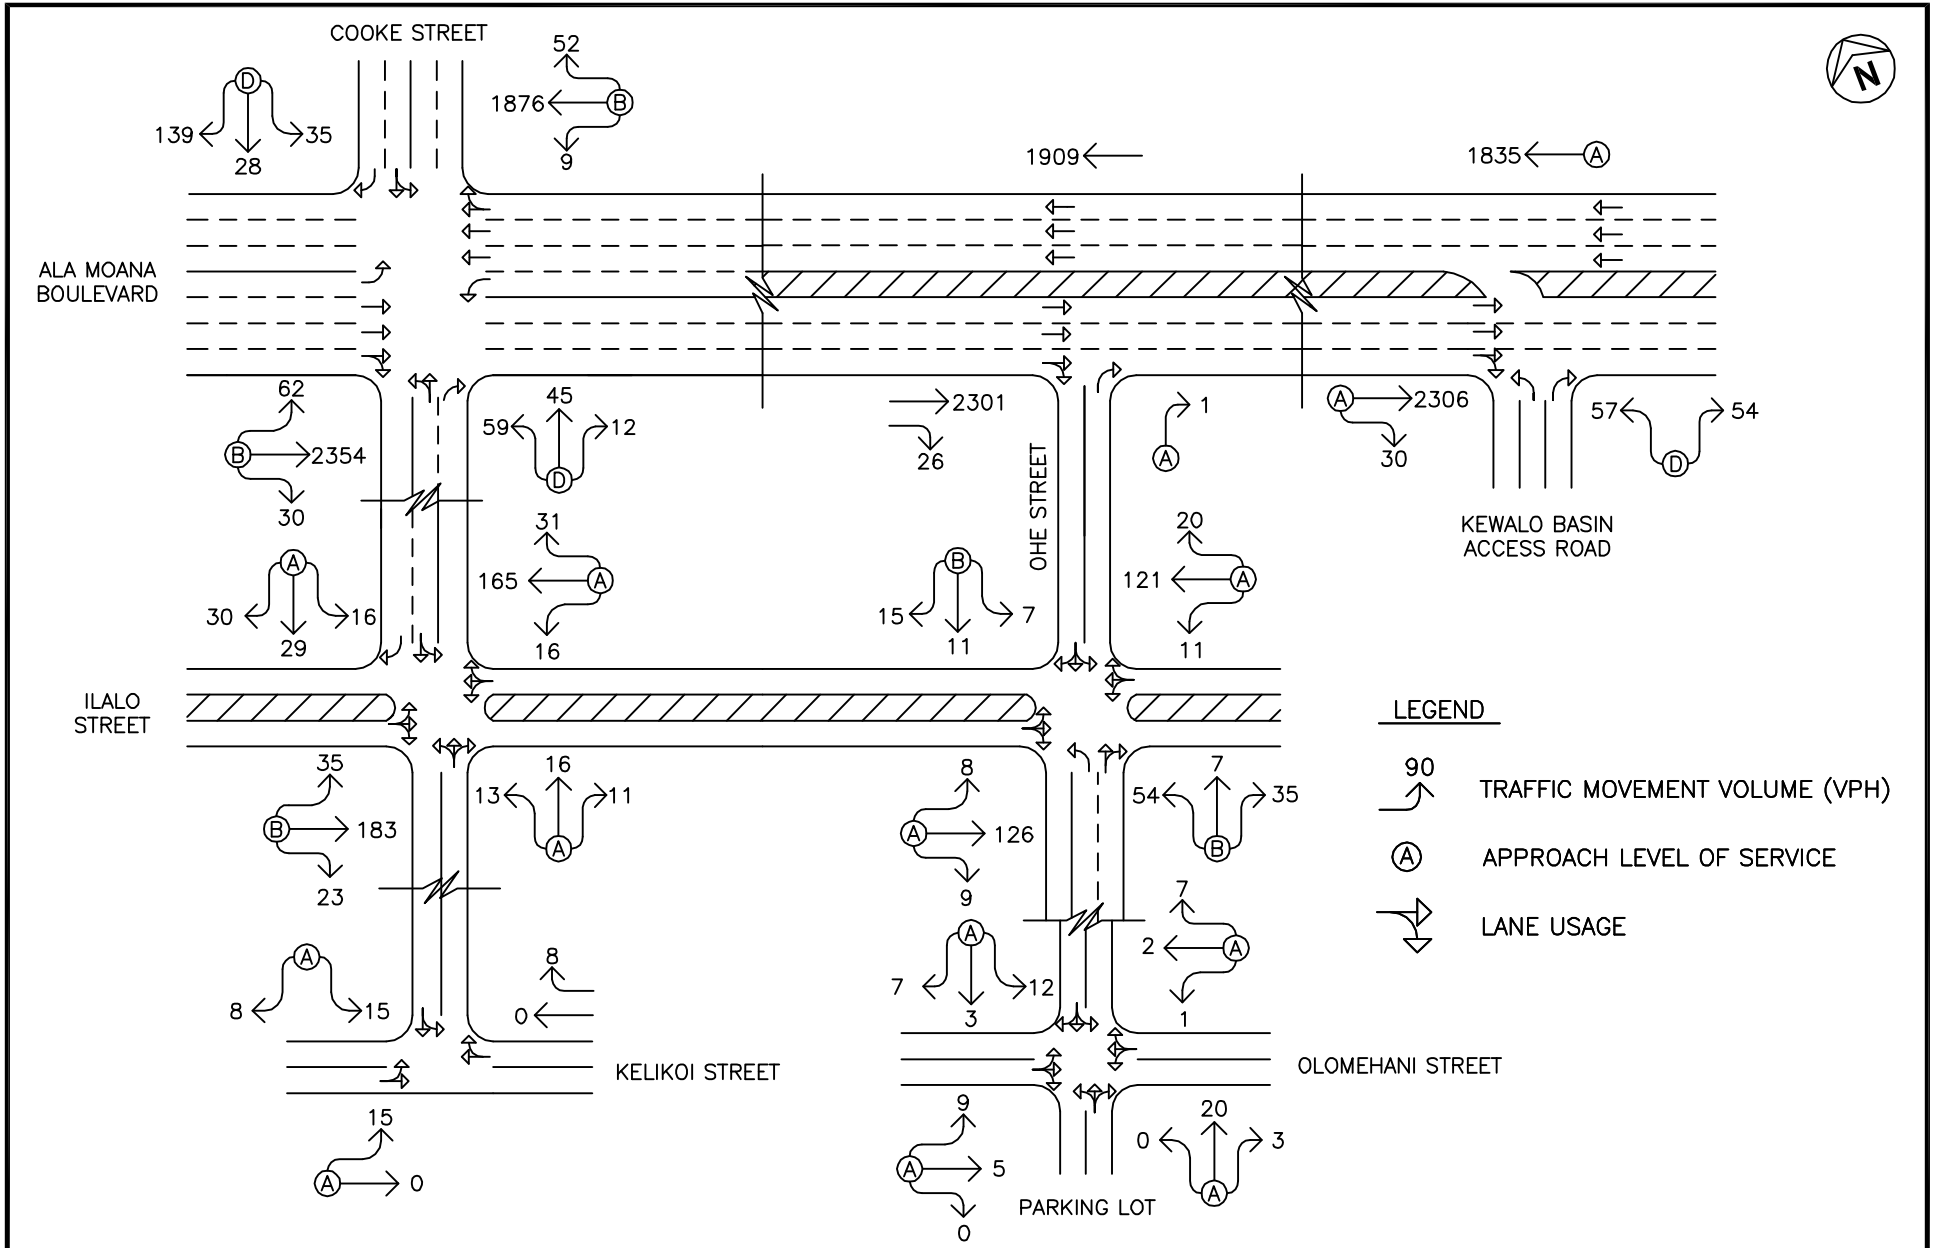 COOKE STREET
52
D
1876
B
N
139
35
28
9
1909
1835
A
ALA MOANA
BOULEVARD
62
45
2301
1
A
2306
57
54
B
2354
59
12
26
A
30
D
30
D
OHE STREET
KEWALO BASIN
ACCESS ROAD
31
20
A
165
A
B
121
A
30
16
29
16
15
7
11
11
ILALO
STREET
LEGEND
35
16
8
7
90
TRAFFIC MOVEMENT VOLUME (VPH)
13
11
54
35
B
183
A
A
126
B
A
APPROACH LEVEL OF SERVICE
23
9
7
LANE USAGE
A
8
A
2
A
8
15
0
7
12
3
1
KELIKOI STREET
OLOMEHANI STREET
15
9
20
A
0
A
5
0
3
A
PARKING LOT
0